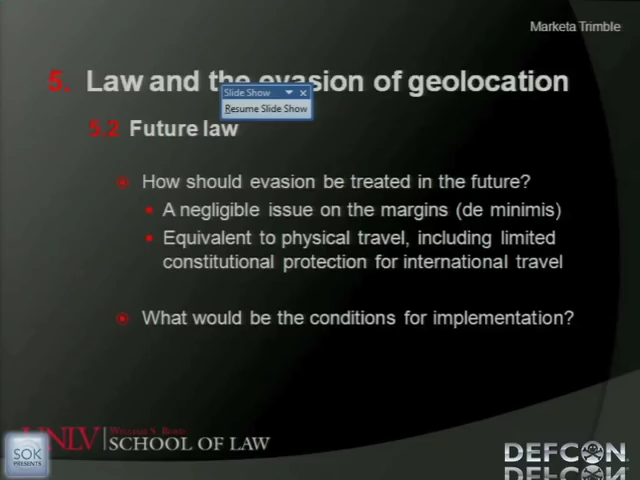 Marketa Trimble
5. Law and the evasion of geolocation
Slide Show
Resume Slide Show
5.2 Future law
How should evasion be treated in the future?
A negligible issue on the margins (de minimis)
Equivalent to physical travel, including limited
constitutional protection for international travel
What would be the conditions for implementation?
UNLV
WILLIAM S. BOYD
SCHOOL OF LAW
SOK
PRESENTS
DEFCON